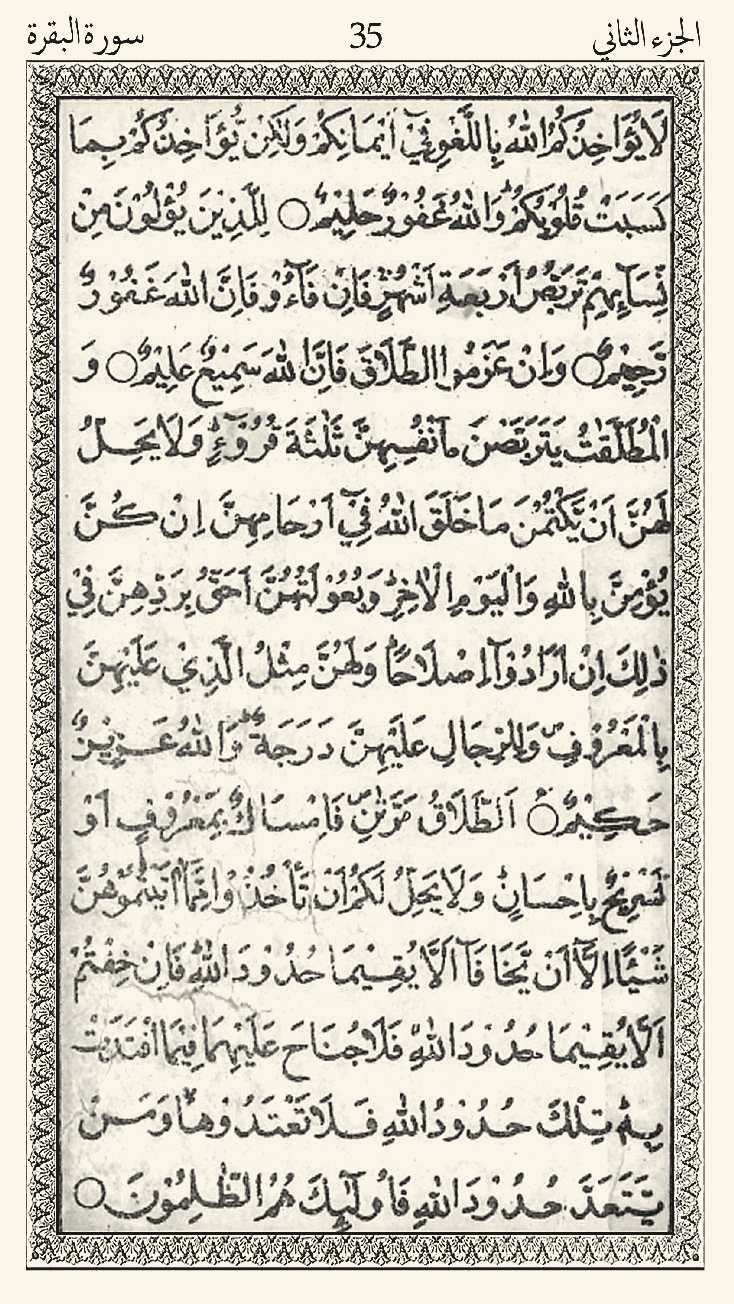 الجزء الثاني 35 سورة البقرة
لَا يُؤَاخِذُكُمُ اللّٰهُ بِاللَّغْوِ فِيْٓ اَيْمَانِكُمْ وَلٰكِنْ يُّؤَاخِذُكُمْ بِمَا
كَسَبَتْ قُلُوْبُكُمْ ؕ وَاللّٰهُ غَفُوْرٌ حَلِيْمٌ ۝ لِلَّذِيْنَ يُؤْلُوْنَ مِنْ
نِّسَآىِٕهِمْ تَرَبُّصُ اَرْبَعَةِ اَشْهُرٍ ۚ فَاِنْ فَآءُوْ فَاِنَّ اللّٰهَ غَفُوْرٌ
رَّحِيْمٌ ۝ وَاِنْ عَزَمُوا الطَّلَاقَ فَاِنَّ اللّٰهَ سَمِيْعٌ عَلِيْمٌ ۝ وَ
الْمُطَلَّقٰتُ يَتَرَبَّصْنَ بِاَنْفُسِهِنَّ ثَلٰثَةَ قُرُوْٓءٍ ؕ وَلَا يَحِلُّ
لَهُنَّ اَنْ يَّكْتُمْنَ مَا خَلَقَ اللّٰهُ فِيْٓ اَرْحَامِهِنَّ اِنْ كُنَّ
يُؤْمِنَّ بِاللّٰهِ وَالْيَوْمِ الْاٰخِرِ ؕ وَبُعُوْلَتُهُنَّ اَحَقُّ بِرَدِّهِنَّ فِيْ
ذٰلِكَ اِنْ اَرَادُوْٓا اِصْلَاحًا ؕ وَلَهُنَّ مِثْلُ الَّذِيْ عَلَيْهِنَّ
بِالْمَعْرُوْفِ ۪ وَلِلرِّجَالِ عَلَيْهِنَّ دَرَجَةٌ ؕ وَاللّٰهُ عَزِيْزٌ
حَكِيْمٌ ۝ اَلطَّلَاقُ مَرَّتٰنِ ۪ فَاِمْسَاكٌۢ بِمَعْرُوْفٍ اَوْ
تَسْرِيْحٌۢ بِاِحْسَانٍ ؕ وَلَا يَحِلُّ لَكُمْ اَنْ تَاْخُذُوْا مِمَّآ اٰتَيْتُمُوْهُنَّ
شَيْـًٔا اِلَّآ اَنْ يَّخَافَآ اَلَّا يُقِيْمَا حُدُوْدَ اللّٰهِ ؕ فَاِنْ خِفْتُمْ
اَلَّا يُقِيْمَا حُدُوْدَ اللّٰهِ ۙ فَلَا جُنَاحَ عَلَيْهِمَا فِيْمَا افْتَدَتْ
بِهٖ ؕ تِلْكَ حُدُوْدُ اللّٰهِ فَلَا تَعْتَدُوْهَا ۚ وَمَنْ
يَّتَعَدَّ حُدُوْدَ اللّٰهِ فَاُولٰٓىِٕكَ هُمُ الظّٰلِمُوْنَ ۝